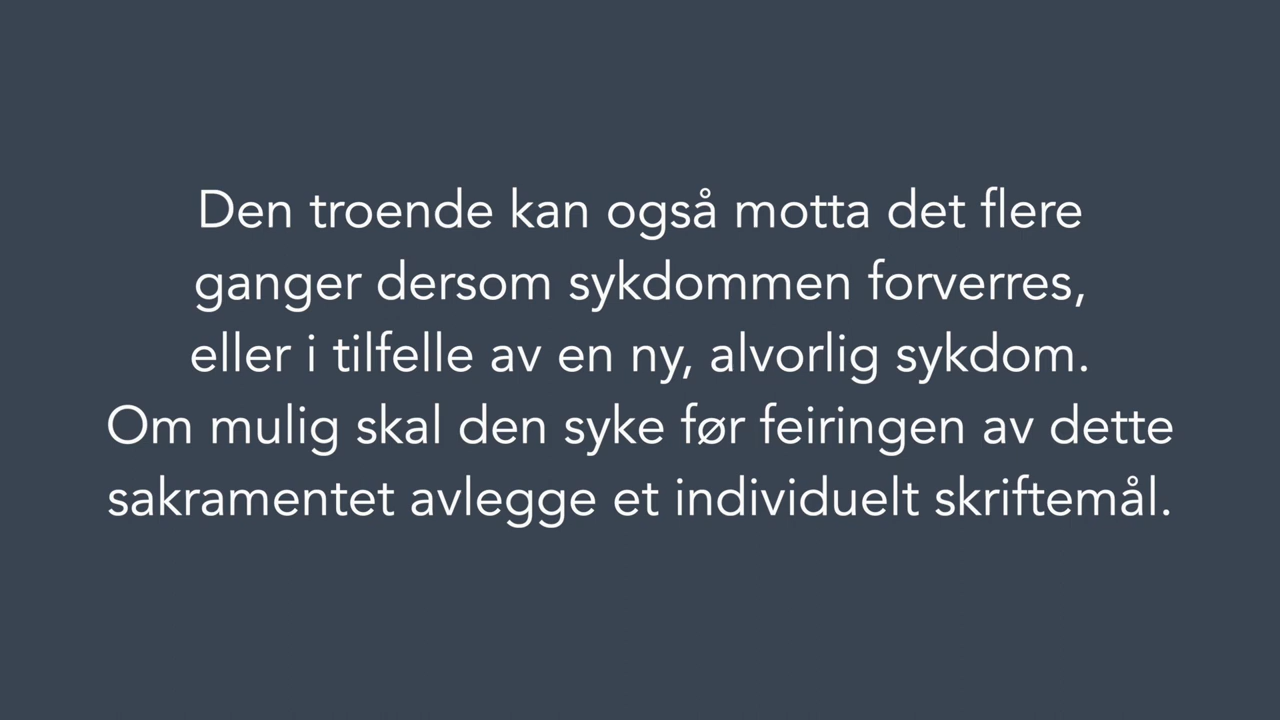 Den troende kan også motta det flere
ganger dersom sykdommen forverres,
eller i tilfelle av en ny, alvorlig sykdom.
Om mulig skal den syke før feiringen av dette
sakramentet avlegge et individuelt skriftemål.